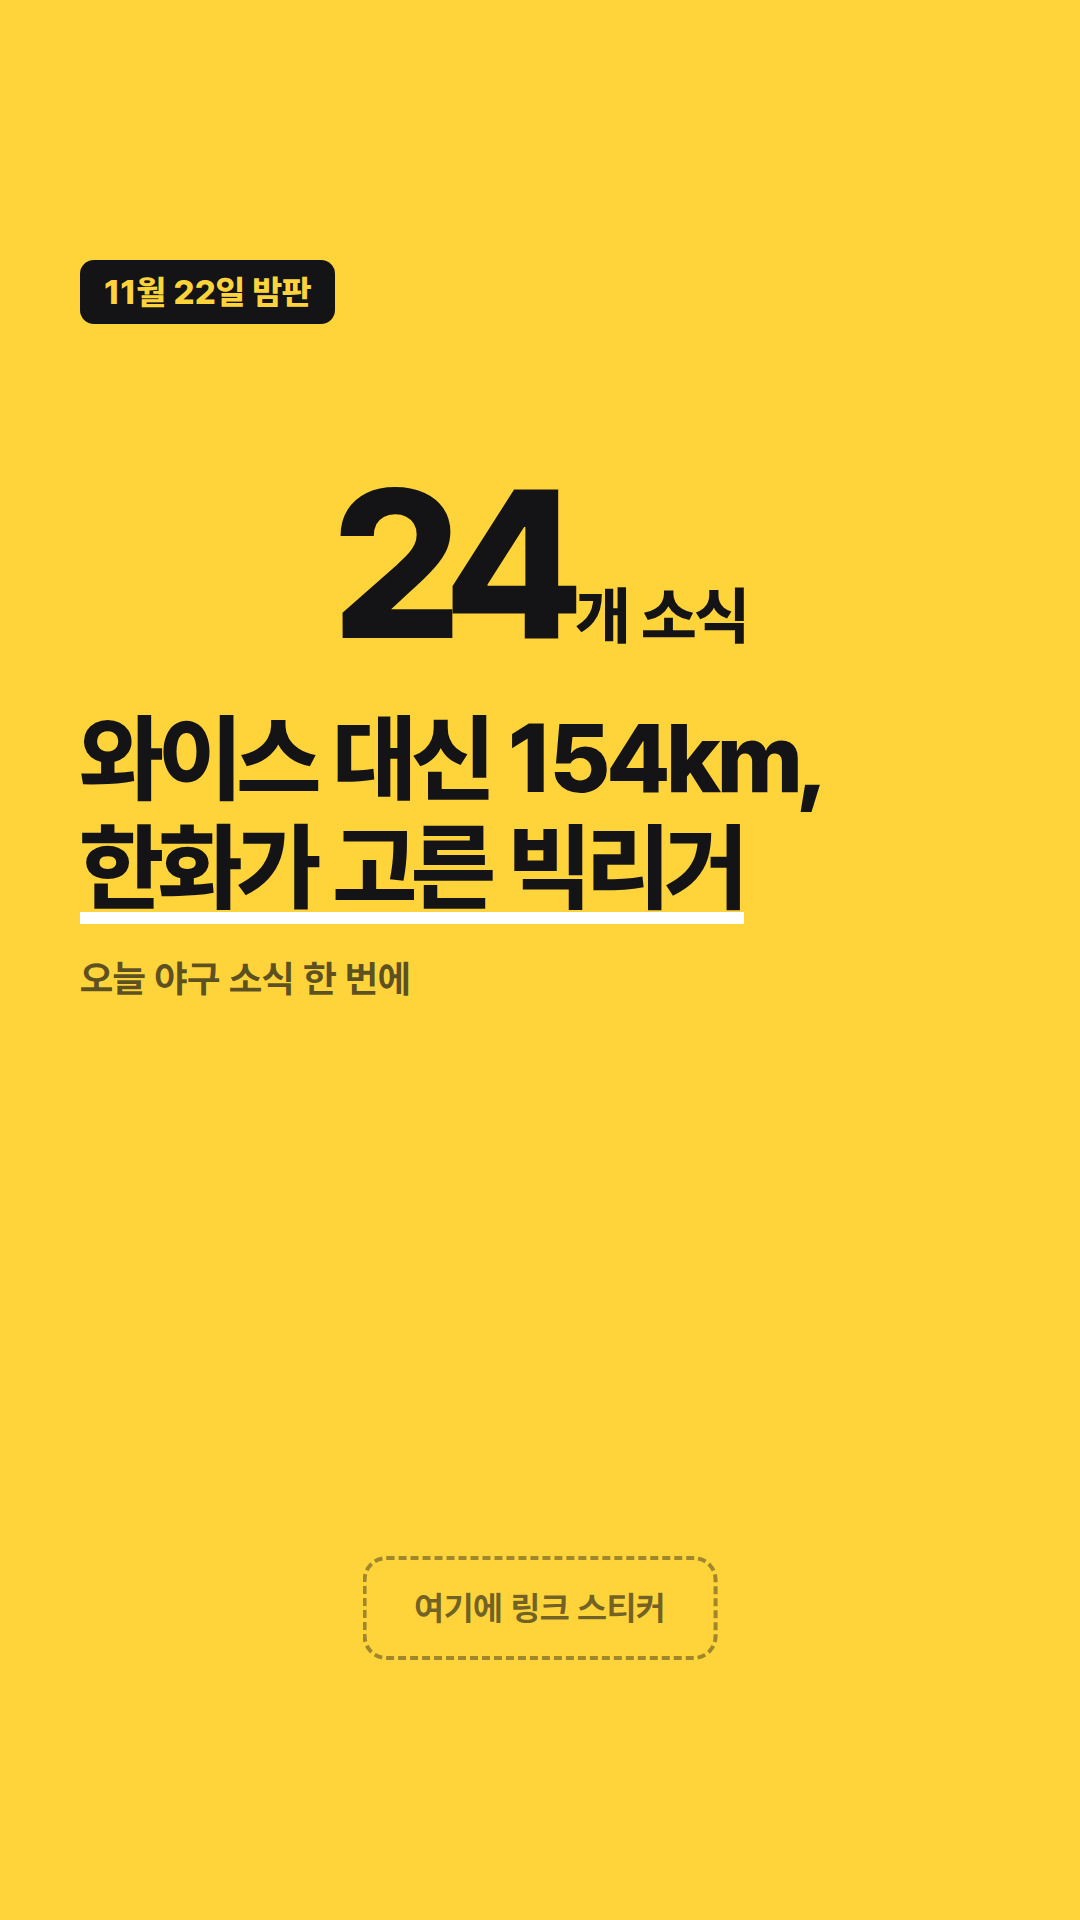 11월 22일 밤판
24개 소식
와이스 대신 154km,
한화가 고른 빅리거
오늘 야구 소식 한 번에
여기에 링크 스티커